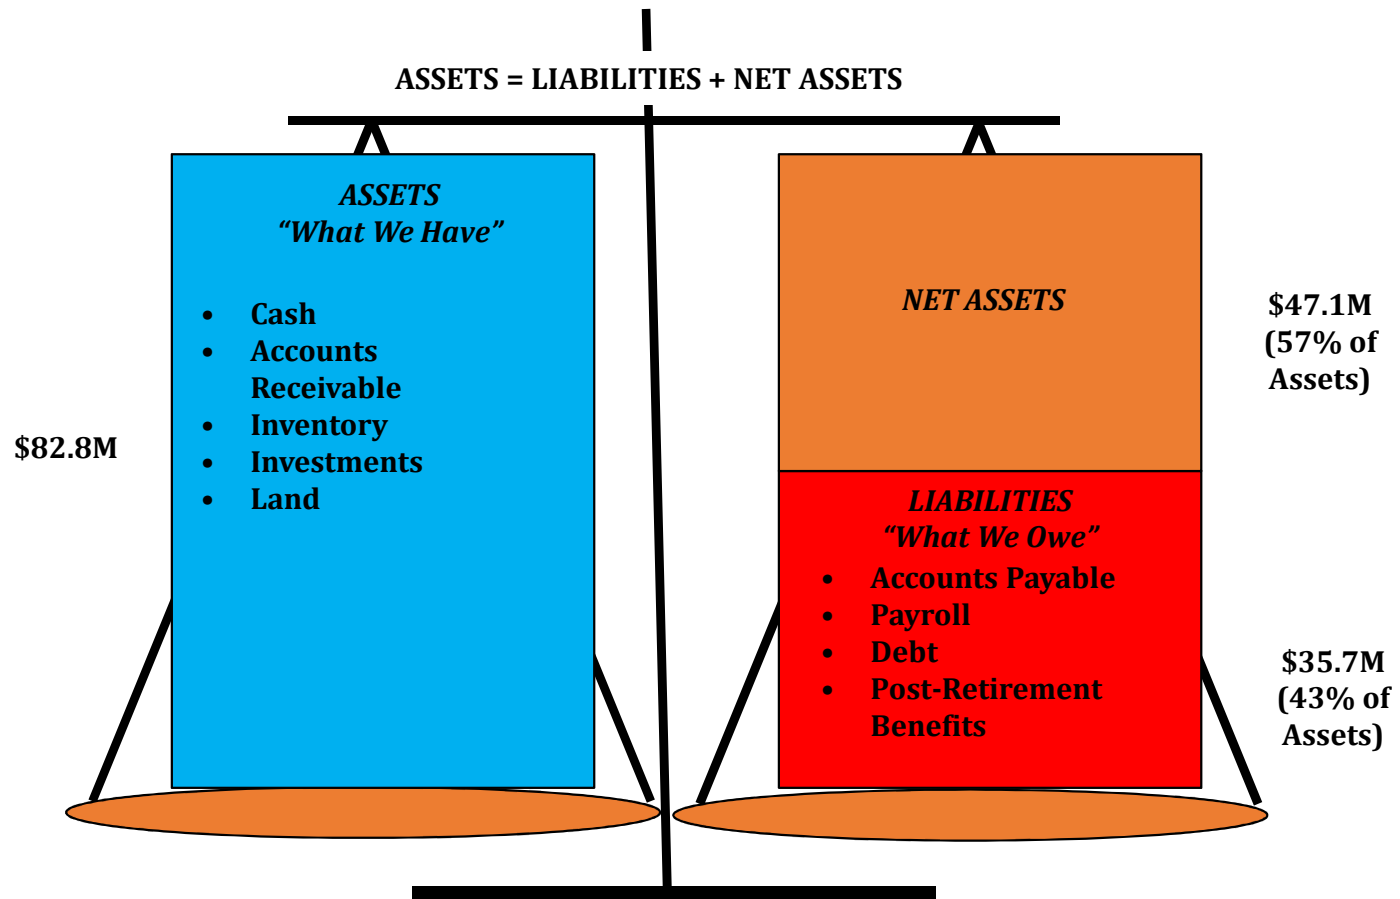 ASSETS = LIABILITIES + NET ASSETS
ASSETS
“What We Have”
• Cash
• Accounts
Receivable
• Inventory
• Investments
• Land
$82.8M
NET ASSETS
$47.1M
(57% of
Assets)
LIABILITIES
“What We Owe”
• Accounts Payable
• Payroll
• Debt
• Post-Retirement
Benefits
$35.7M
(43% of
Assets)